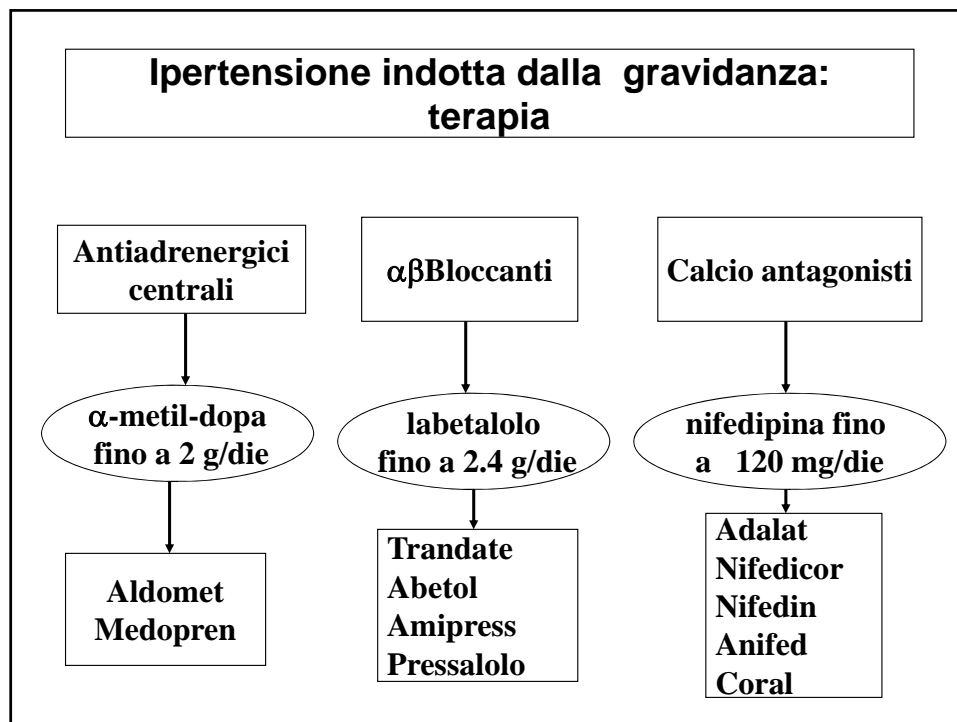 Ipertensione indotta dalla gravidanza:
terapia
Antiadrenergici
centrali
αβBloccanti
Calcio antagonisti
α-metil-dopa
fino a 2 g/die
labetalolo
fino a 2.4 g/die
nifedipina fino
a 120 mg/die
Aldomet
Medopren
Trandate
Abetol
Amipress
Pressalolo
Adalat
Nifedicor
Nifedin
Anifed
Coral